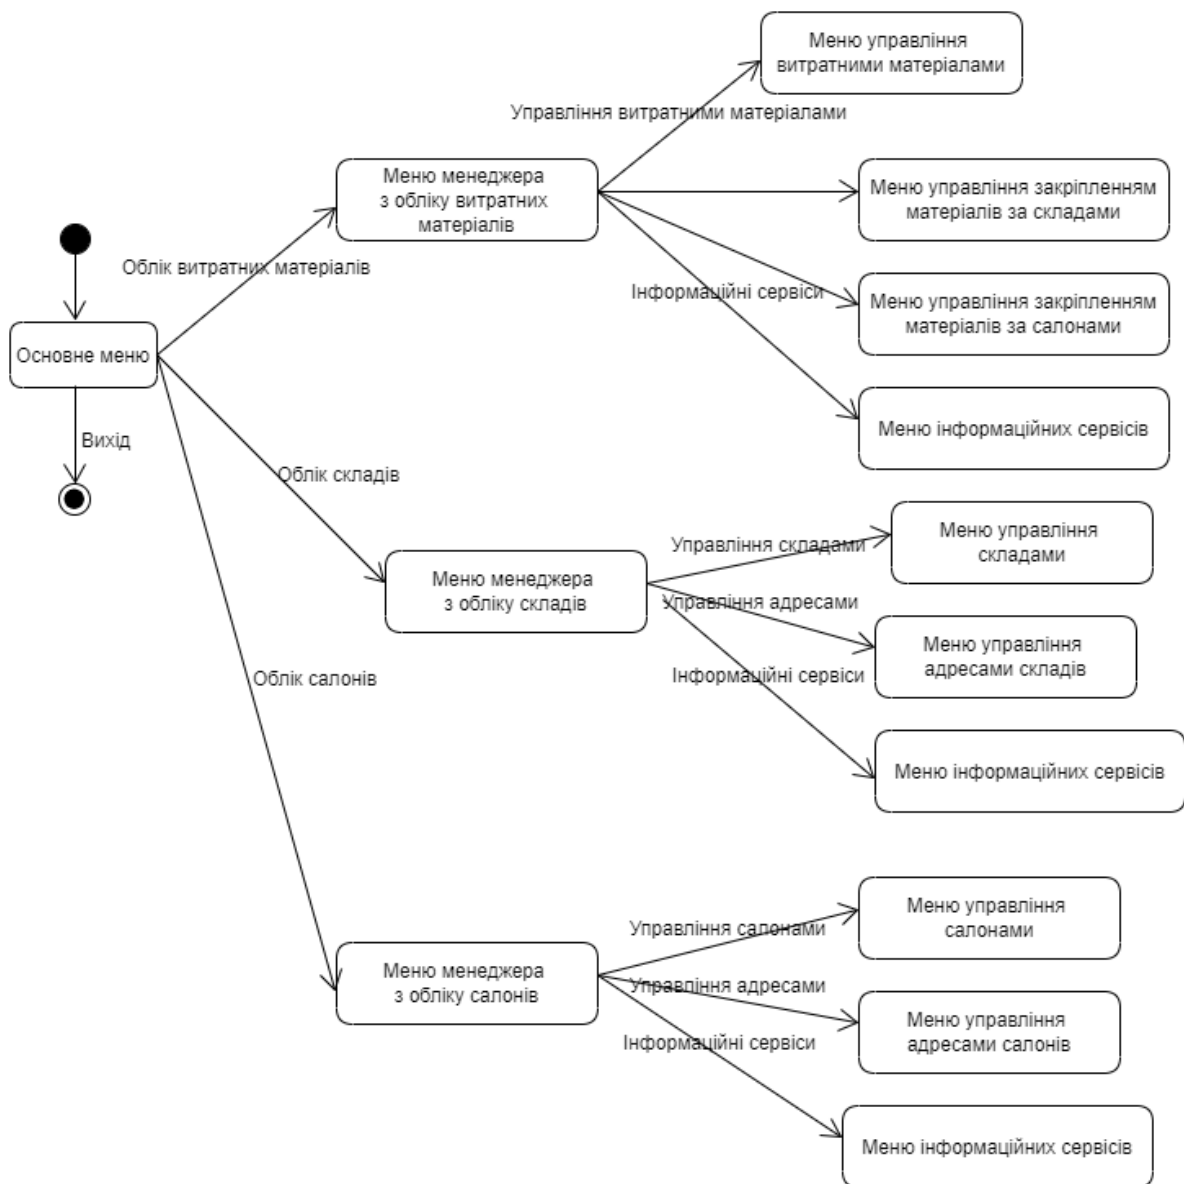 Меню управління
витратними матеріалами
Управління витратними матеріалами
Меню менеджера
з обліку витратних
матеріалів
Меню управління закріпленням
матеріалів за складами
Облік витратних матеріалів
Інформаційні сервіси
Меню управління закріпленням
матеріалів за салонами
Основне меню
Меню інформаційних сервісів
Вихід
Облік складів
Управління складами
Меню управління
складами
Меню менеджера
з обліку складів
Управління адресами
Меню управління
адресами складів
Облік салонів
Інформаційні сервіси
Меню інформаційних сервісів
Управління салонами
Меню управління
салонами
Меню менеджера
з обліку салонів
Управління адресами
Меню управління
адресами салонів
Інформаційні сервіси
Меню інформаційних сервісів